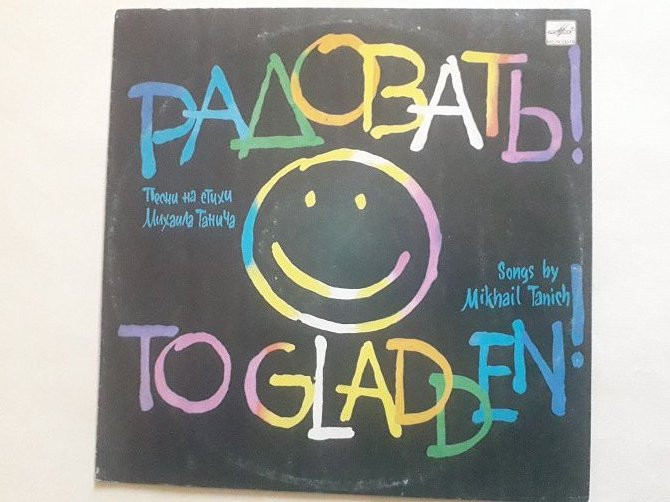 РАДОВАТЬ!
Песни на стихи
Михаила Танича
Songs by
Mikhail Tanich
TO GLADDEN!